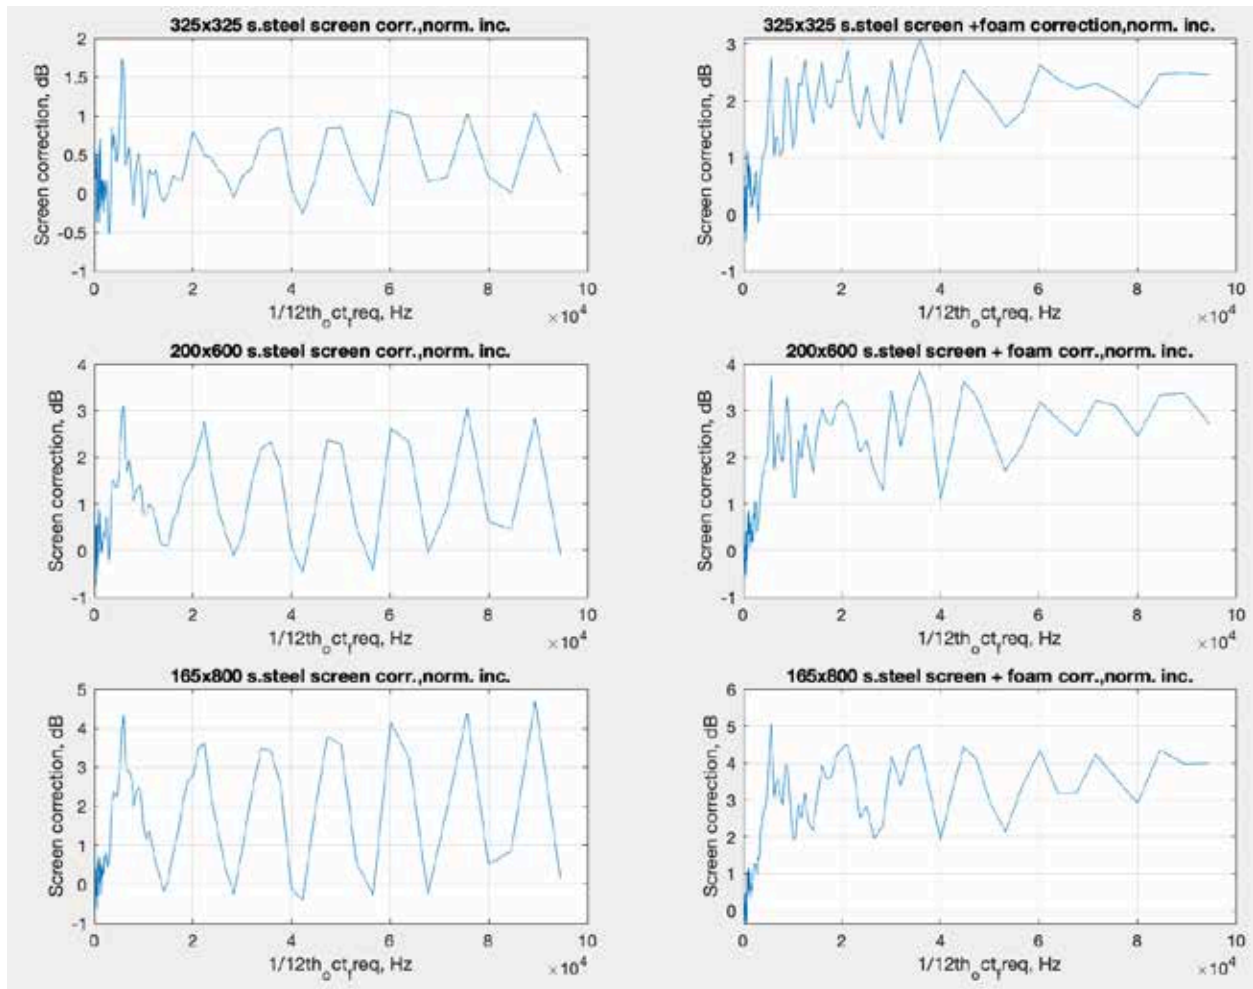 325x325 s.steel screen corr.,norm. inc.
Screen correction, dB
2
1.5
1
0.5
0
-0.5
-1
0 2 4 6 8 10
1/12th_oct_freq, Hz
×10^4
325x325 s.steel screen +foam correction,norm. inc.
Screen correction, dB
3
2
1
0
-1
0 2 4 6 8 10
1/12th_oct_freq, Hz
×10^4
200x600 s.steel screen corr.,norm. inc.
Screen correction, dB
4
3
2
1
0
-1
0 2 4 6 8 10
1/12th_oct_freq, Hz
×10^4
200x600 s.steel screen + foam corr.,norm. inc.
Screen correction, dB
4
3
2
1
0
-1
0 2 4 6 8 10
1/12th_oct_freq, Hz
×10^4
165x800 s.steel screen corr.,norm. inc.
Screen correction, dB
5
4
3
2
1
0
-1
0 2 4 6 8 10
1/12th_oct_freq, Hz
×10^4
165x800 s.steel screen + foam corr.,norm. inc.
Screen correction, dB
6
5
4
3
2
1
0
0 2 4 6 8 10
1/12th_oct_freq, Hz
×10^4